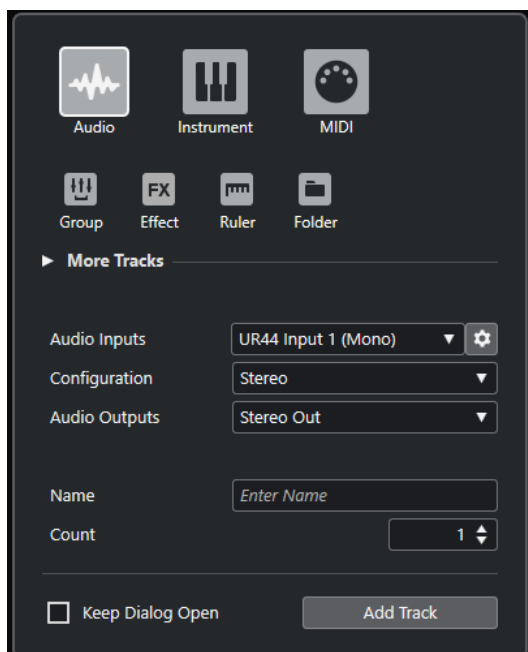 Audio Instrument MIDI
FX
Group Effect Ruler Folder
More Tracks
Audio Inputs UR44 Input 1 (Mono)
Configuration Stereo
Audio Outputs Stereo Out
Name Enter Name
Count 1
Keep Dialog Open Add Track